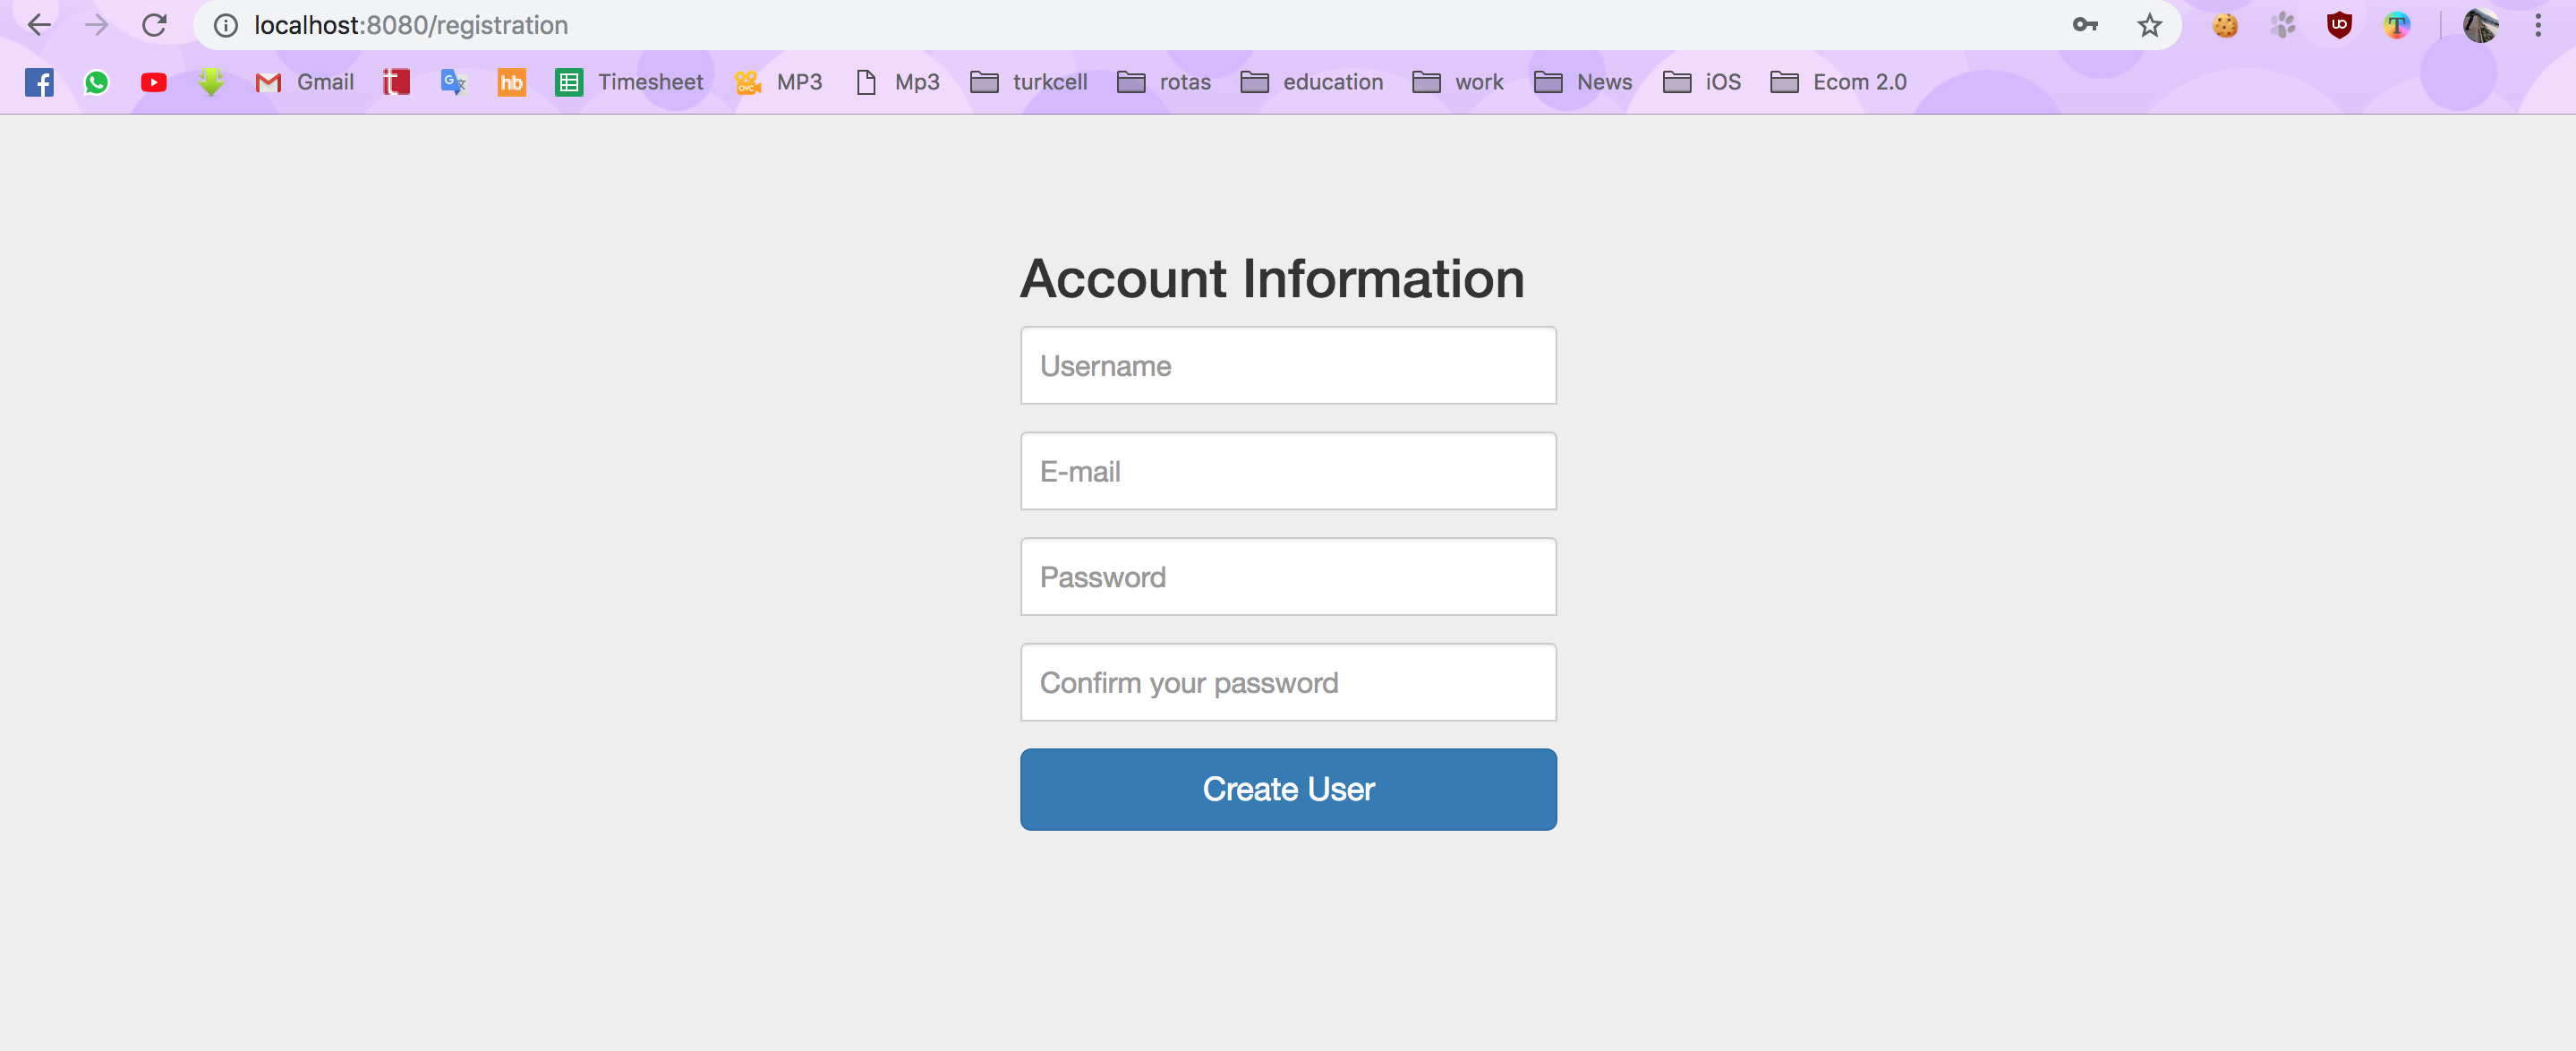 localhost:8080/registration
Gmail hb Timesheet MP3 Mp3 turkcell rotas education work News iOS Ecom 2.0
Account Information
Username
E-mail
Password
Confirm your password
Create User